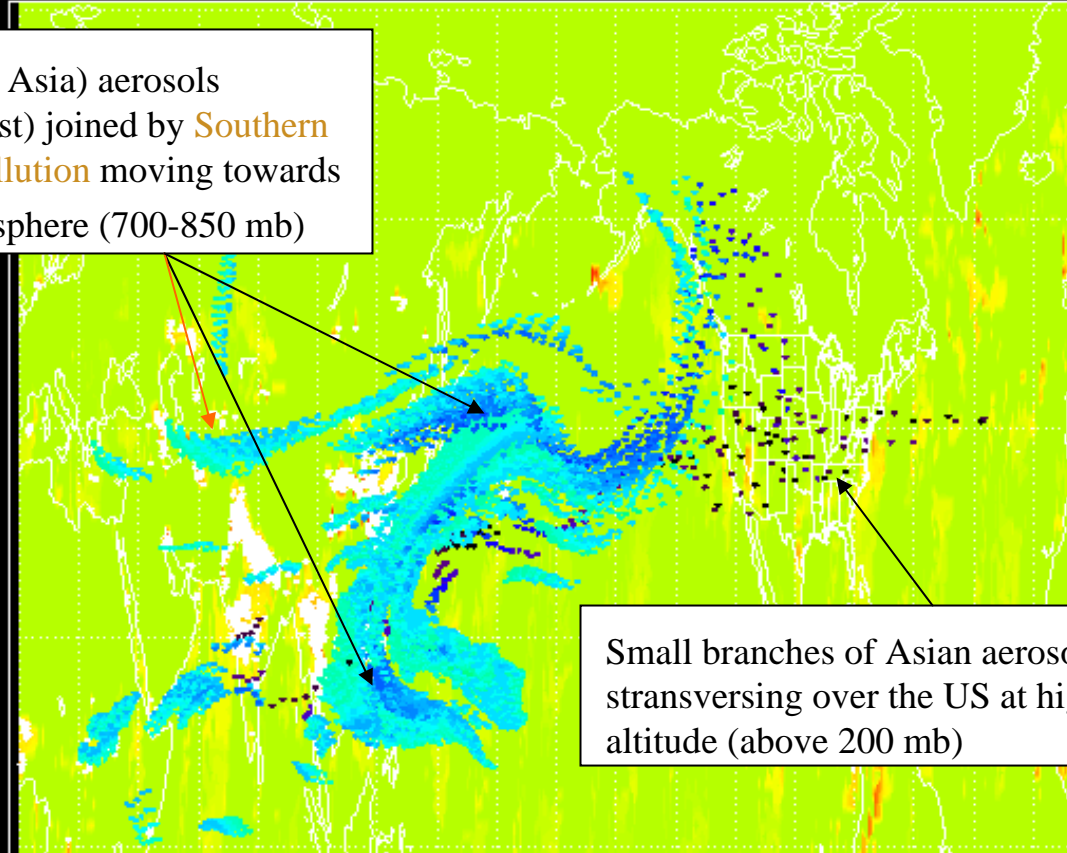 Asia) aerosols
st) joined by Southern
llution moving towards
sphere (700-850 mb)
Small branches of Asian aeroso
stransversing over the US at hi
altitude (above 200 mb)